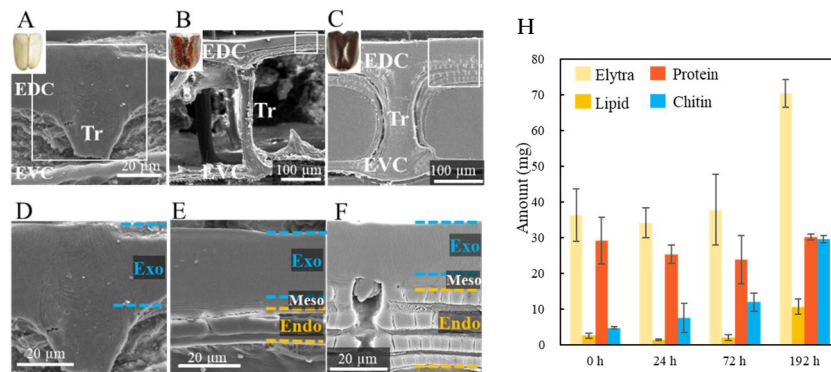 A
EDC
Tr
EVC
20 µm
B
EDC
Tr
EVC
100 µm
C
EDC
Tr
EVC
100 µm
D
Exo
20 µm
E
Exo
Meso
Endo
20 µm
F
Exo
Meso
Endo
20 µm
H
80
70
60
50
40
30
20
10
0
Amount (mg)
Elytra
Protein
Lipid
Chitin
0 h
24 h
72 h
192 h